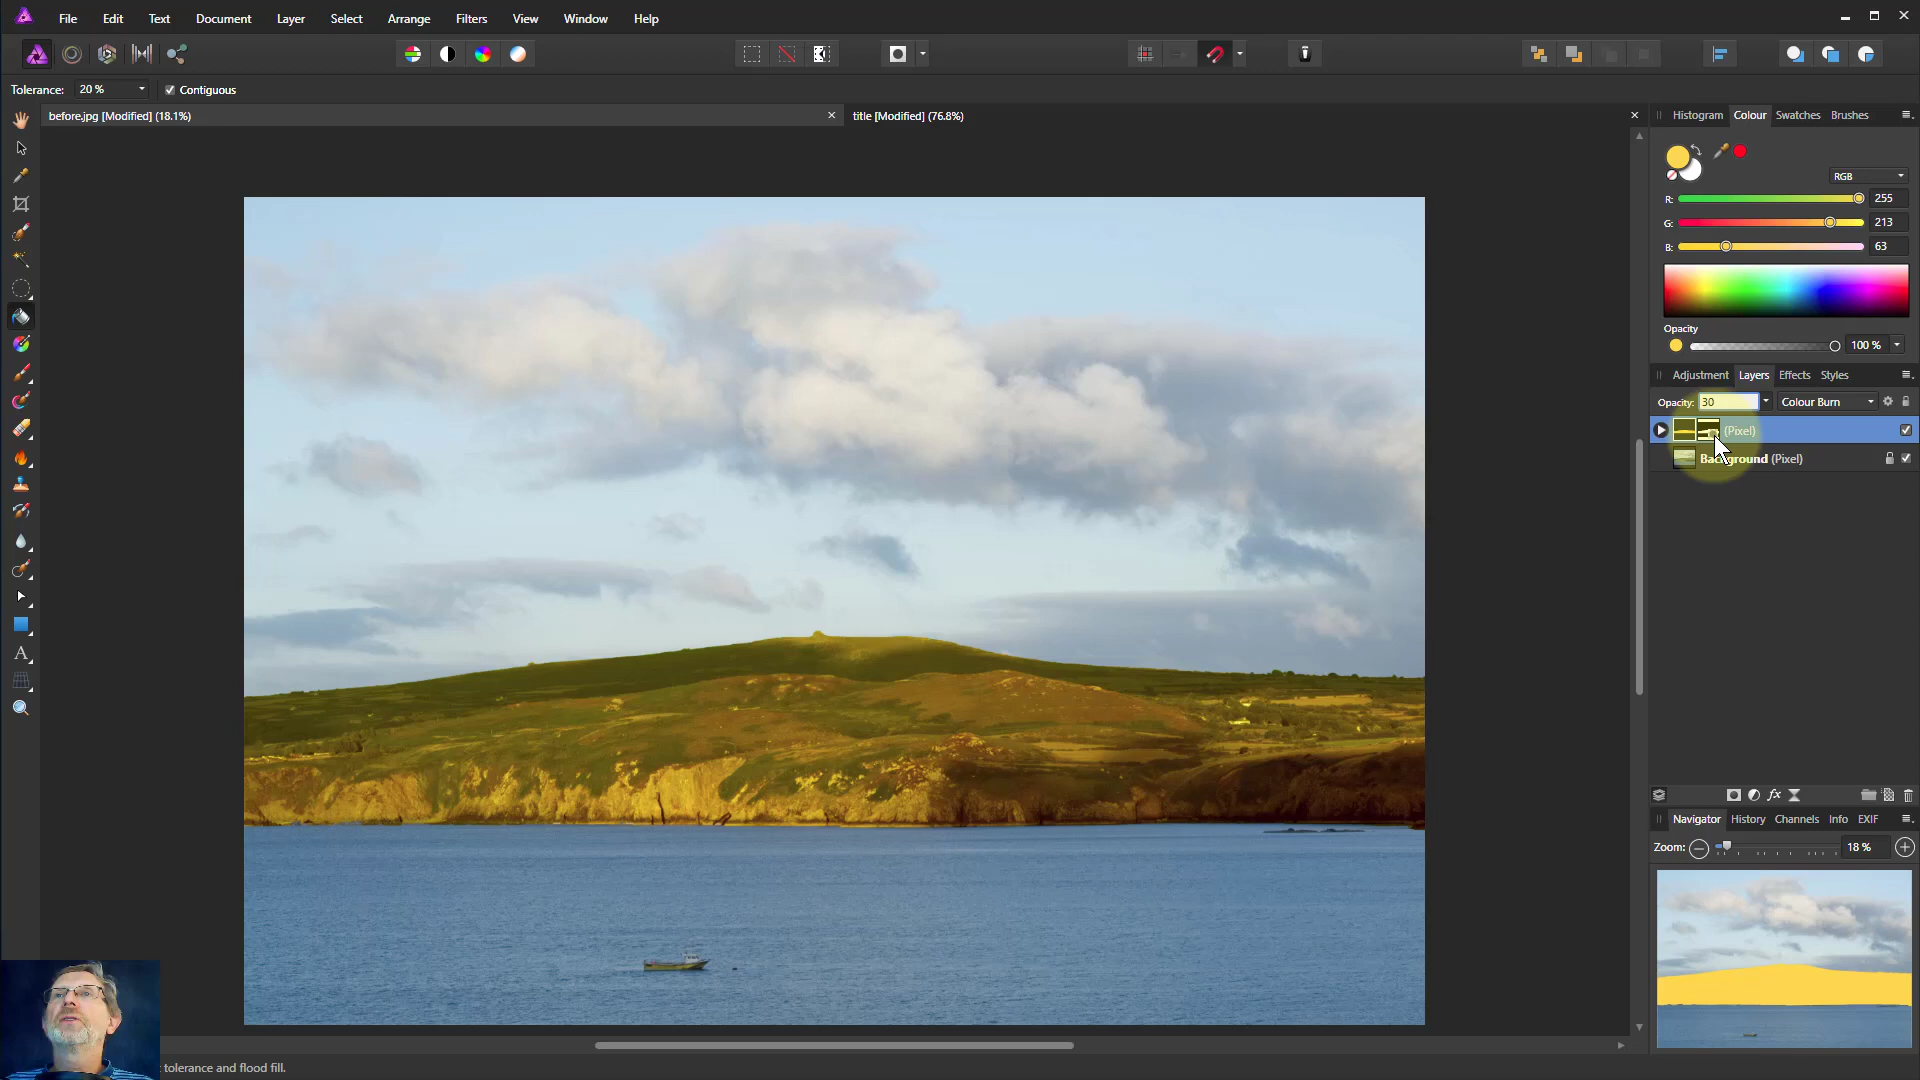 File Edit Text Document Layer Select Arrange Filters View Window Help
Tolerance: 20 % Contiguous
before.jpg [Modified] (18.1%)
title [Modified] (76.8%)
Histogram Colour Swatches Brushes
RGB
R: 255
G: 213
B: 63
Opacity
100 %
Adjustment Layers Effects Styles
Opacity: 30 Colour Burn
(Pixel)
Background (Pixel)
fx
Navigator History Channels Info EXIF
Zoom: 18 %
A
tolerance and flood fill.